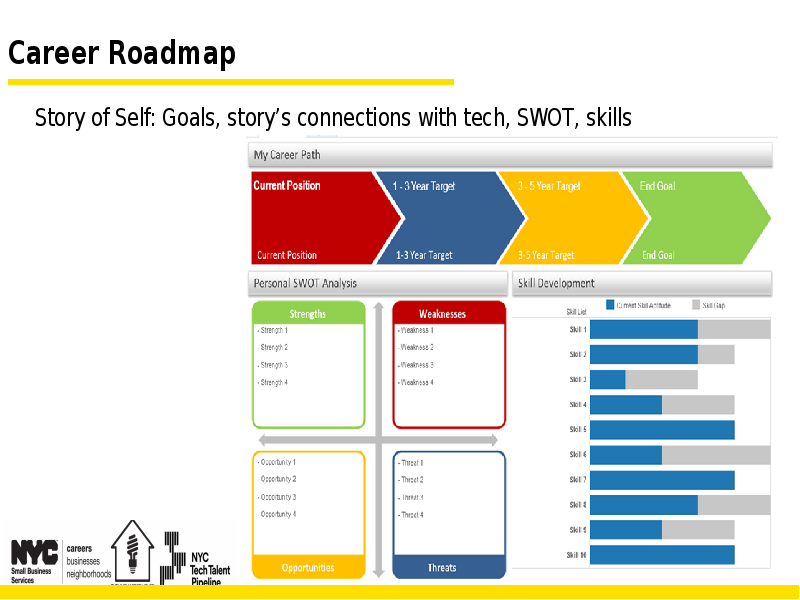 Career Roadmap
Story of Self: Goals, story's connections with tech, SWOT, skills
My Career Path
Current Position
1 - 3 Year Target
3 - 5 Year Target
End Goal
Current Position
1-3 Year Target
3-5 Year Target
End Goal
Personal SWOT Analysis
Strengths
- Strength 1
- Strength 2
- Strength 3
- Strength 4
Weaknesses
- Weakness 1
- Weakness 2
- Weakness 3
- Weakness 4
- Opportunity 1
- Opportunity 2
- Opportunity 3
- Opportunity 4
Opportunities
- Threat 1
- Threat 2
- Threat 3
- Threat 4
Threats
Skill Development
Current Skill Aptitude
Skill Gap
Skill List
Skill 1
Skill 2
Skill 3
Skill 4
Skill 5
Skill 6
Skill 7
Skill 8
Skill 9
Skill 10
NYC
Small Business
Services
careers
businesses
neighborhoods
NYC
Tech Talent
Pipeline